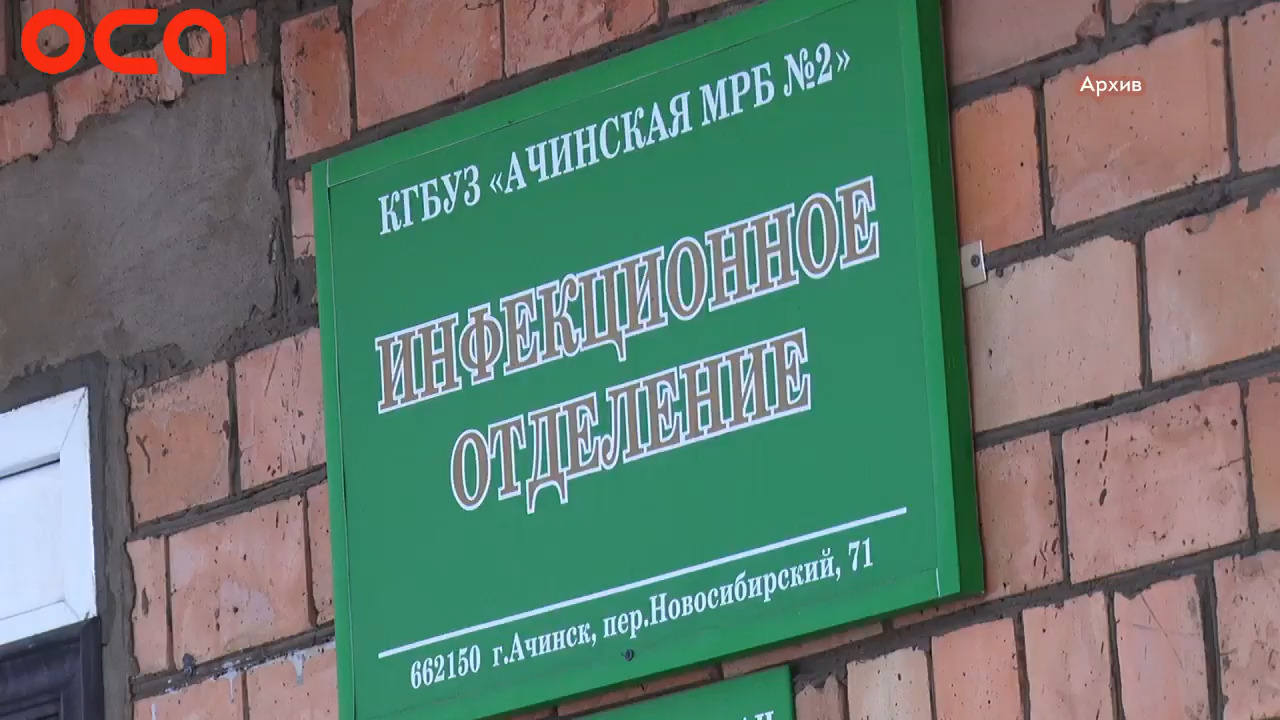 оса
Архив
КГБУЗ «АЧИНСКАЯ МРБ №2»
ИНФЕКЦИОННОЕ
ОТДЕЛЕНИЕ
662150 г.Ачинск, пер.Новосибирский, 71